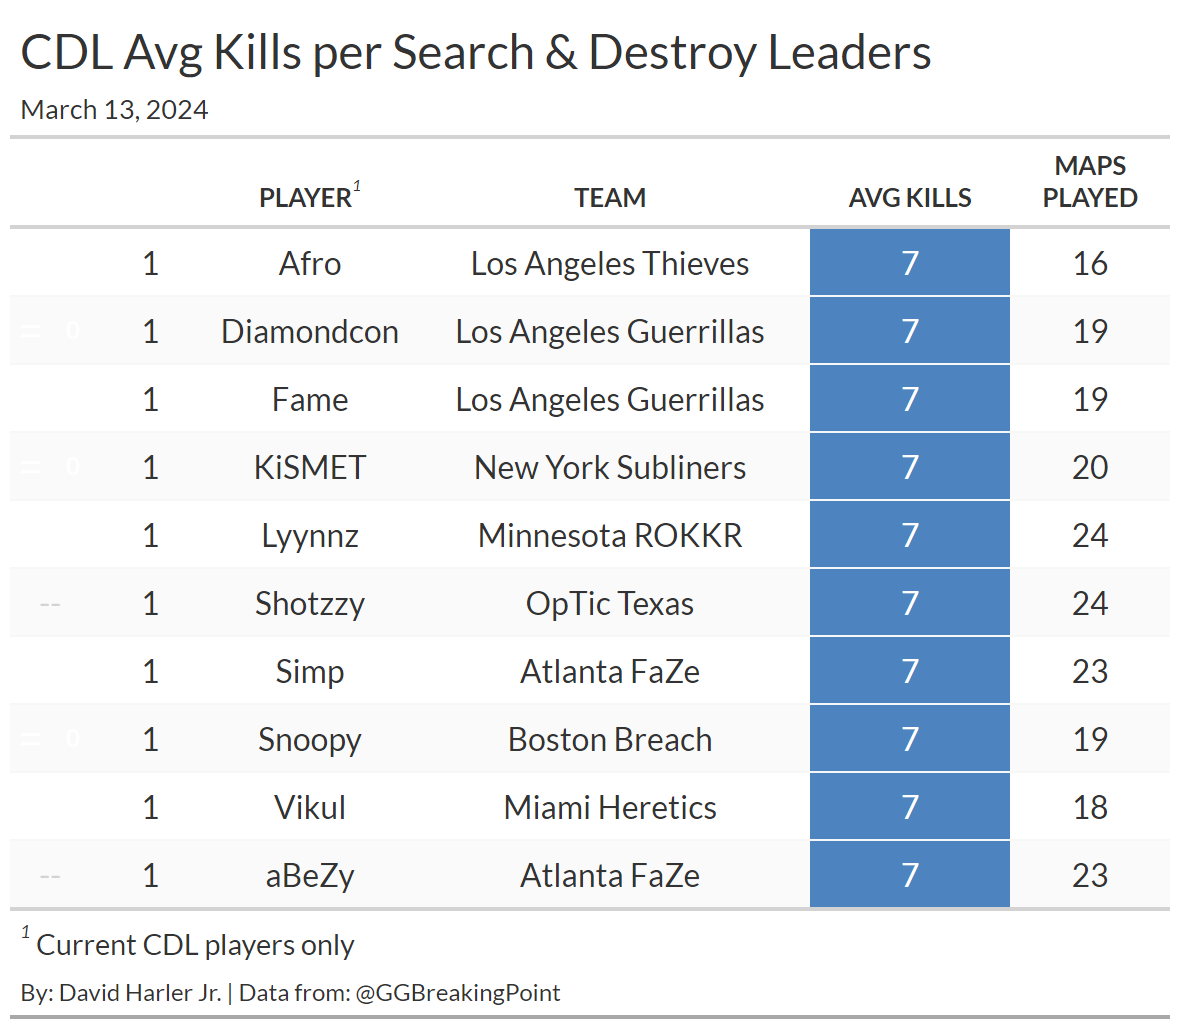 CDL Avg Kills per Search & Destroy Leaders
March 13, 2024
PLAYER1 TEAM AVG KILLS MAPS PLAYED
1 Afro Los Angeles Thieves 7 16
= 0 1 Diamondcon Los Angeles Guerrillas 7 19
1 Fame Los Angeles Guerrillas 7 19
= 0 1 KiSMET New York Subliners 7 20
1 Lyynnz Minnesota ROKKR 7 24
-- 1 Shotzzy OpTic Texas 7 24
1 Simp Atlanta FaZe 7 23
= 0 1 Snoopy Boston Breach 7 19
1 Vikul Miami Heretics 7 18
-- 1 aBeZy Atlanta FaZe 7 23
1 Current CDL players only
By: David Harler Jr. | Data from: @GGBreakingPoint